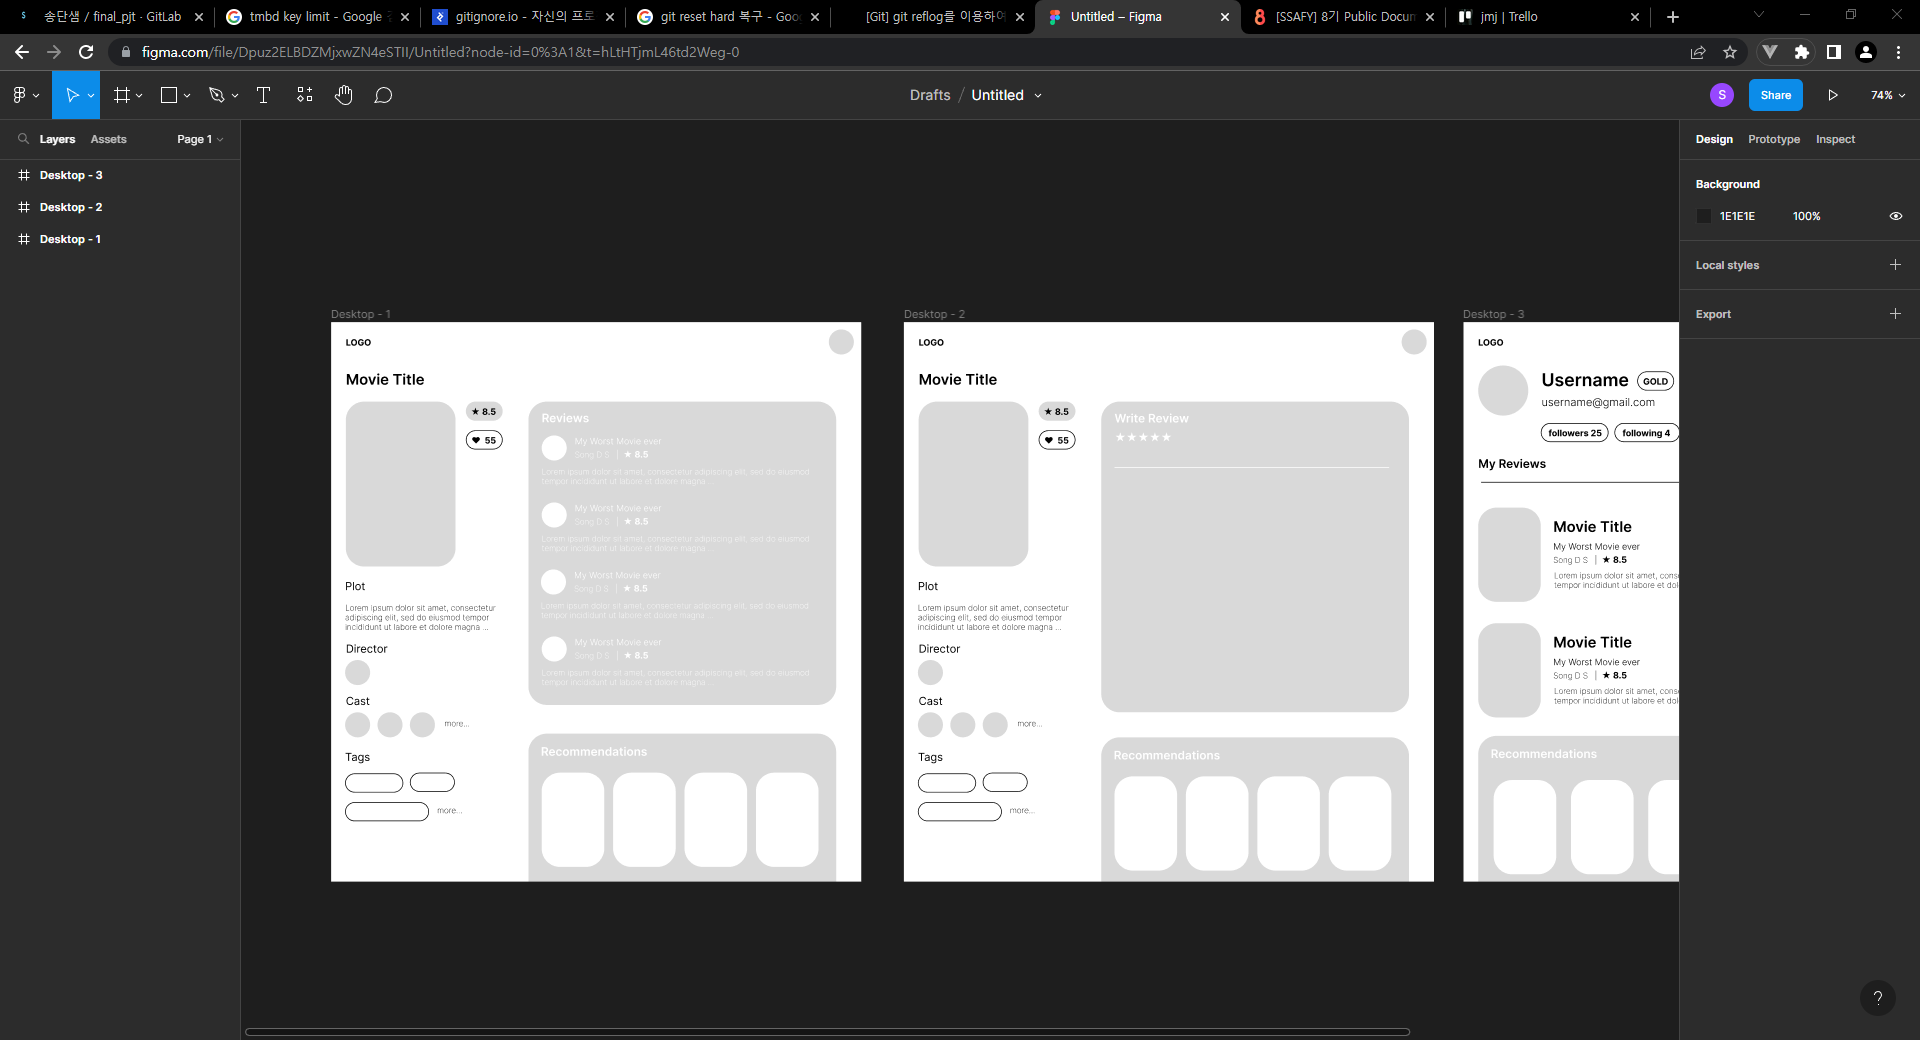 송단샘 / final_pjt · GitLab
tmbd key limit - Google
gitignore.io - 자신의 프로
git reset hard 복구 - Goo
[Git] git reflog를 이용하여
Untitled – Figma
[SSAFY] 8기 Public Docum
jmj | Trello
figma.com/file/Dpuz2ELBDZMjxwZN4eSTII/Untitled?node-id=0%3A1&t=hLtHTjmL46td2Weg-0
Drafts / Untitled
S
Share
74%
Layers
Assets
Page 1
Desktop - 3
Desktop - 2
Desktop - 1
Desktop - 1
LOGO
Movie Title
★ 8.5
♥ 55
Plot
Lorem ipsum dolor sit amet, consectetur
adipiscing elit, sed do eiusmod tempor
incididunt ut labore et dolore magna ...
Director
Cast
more...
Tags
more...
Reviews
My Worst Movie ever
Song D S | ★ 8.5
Lorem ipsum dolor sit amet, consectetur adipiscing elit, sed do eiusmod
tempor incididunt ut labore et dolore magna ...
My Worst Movie ever
Song D S | ★ 8.5
Lorem ipsum dolor sit amet, consectetur adipiscing elit, sed do eiusmod
tempor incididunt ut labore et dolore magna
My Worst Movie ever
Song D S | ★ 8.5
Lorem ipsum dolor sit amet, consectetur adipiscing elit, sed do eiusmod
tempor incididunt ut labore et dolore magna ...
My Worst Movie ever
Song D S | ★ 8.5
Lorem ipsum dolor sit amet, consectetur adipiscing elit, sed do eiusmod
tempor incididunt ut labore et dolore magna
Recommendations
Desktop - 2
LOGO
Movie Title
★ 8.5
♥ 55
Plot
Lorem ipsum dolor sit amet, consectetur
adipiscing elit, sed do eiusmod tempor
incididunt ut labore et dolore magna ...
Director
Cast
more...
Tags
more...
Write Review
★★★★★
Recommendations
Desktop - 3
LOGO
Username
GOLD
username@gmail.com
followers 25
following 4
My Reviews
Movie Title
My Worst Movie ever
Song D S | ★ 8.5
Lorem ipsum dolor sit amet, cons
tempor incididunt ut labore et dol
Movie Title
My Worst Movie ever
Song D S | ★ 8.5
Lorem ipsum dolor sit amet, cons
tempor incididunt ut labore et dol
Recommendations
Design
Prototype
Inspect
Background
1E1E1E
100%
Local styles
Export
?